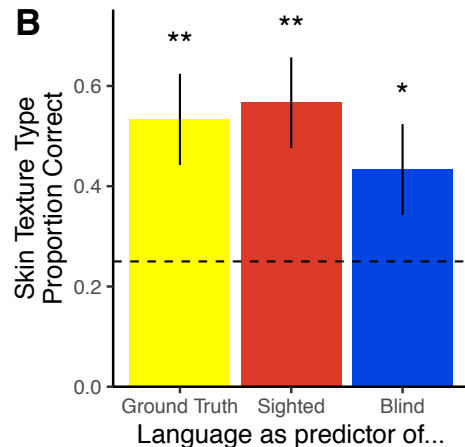 B
**
**
*
Skin Texture Type
Proportion Correct
0.6
0.4
0.2
0.0
Ground Truth
Sighted
Blind
Language as predictor of...